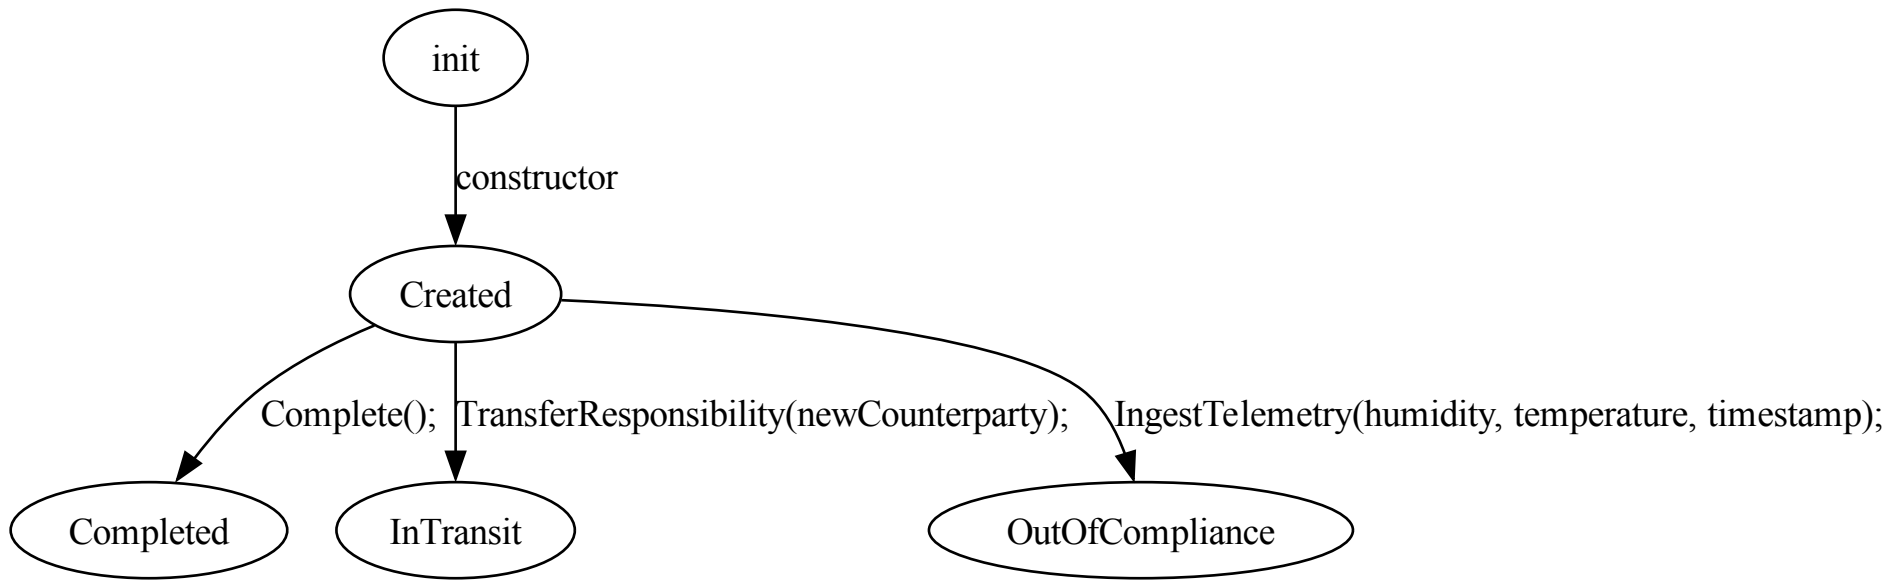 init
constructor
Created
Complete();
TransferResponsibility(newCounterparty);
IngestTelemetry(humidity, temperature, timestamp);
Completed
InTransit
OutOfCompliance